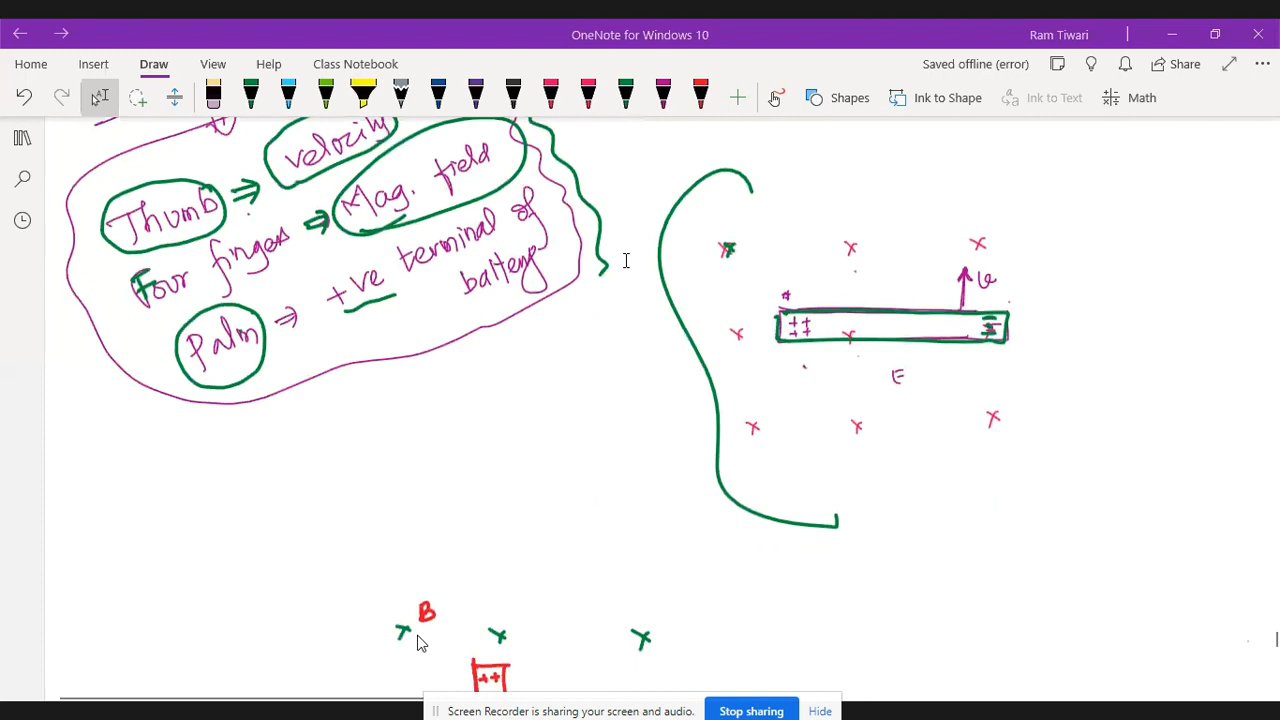 OneNote for Windows 10
Ram Tiwari
Home Insert Draw View Help Class Notebook
Saved offline (error)
Share
Shapes
Ink to Shape
Ink to Text
Math
Thumb ⇒ velocity
Four fingers ⇒ Mag. field
Palm ⇒ +ve terminal of
battery
x x x
v
++
++
x x
E
x x x
B
x x x
++
Screen Recorder is sharing your screen and audio.
Stop sharing
Hide